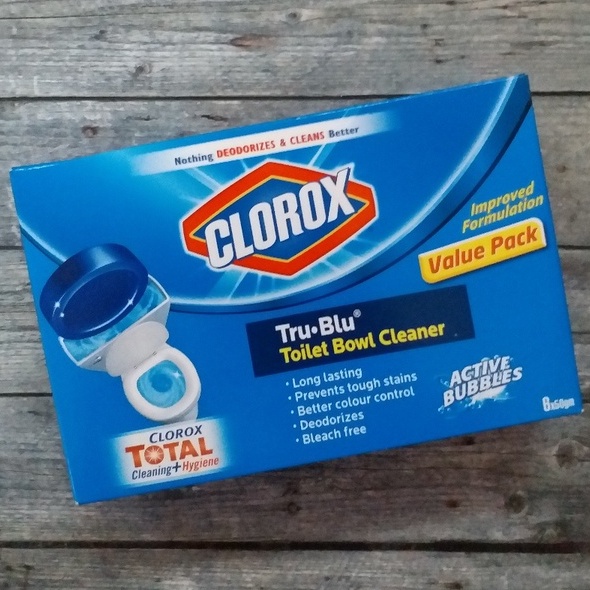 Nothing DEODORIZES & CLEANS Better
CLOROX
Improved
Formulation
Value Pack
Tru•Blu®
Toilet Bowl Cleaner
• Long lasting
• Prevents tough stains
• Better colour control
• Deodorizes
• Bleach free
ACTIVE
BUBBLES
6x50gm
CLOROX
TOTAL
Cleaning+Hygiene